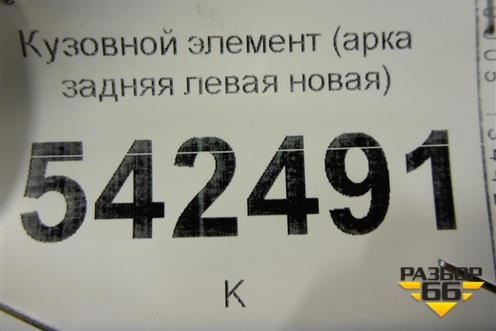 Кузовной элемент (арка
задняя левая новая)
542491
К
РАЗБОР
66